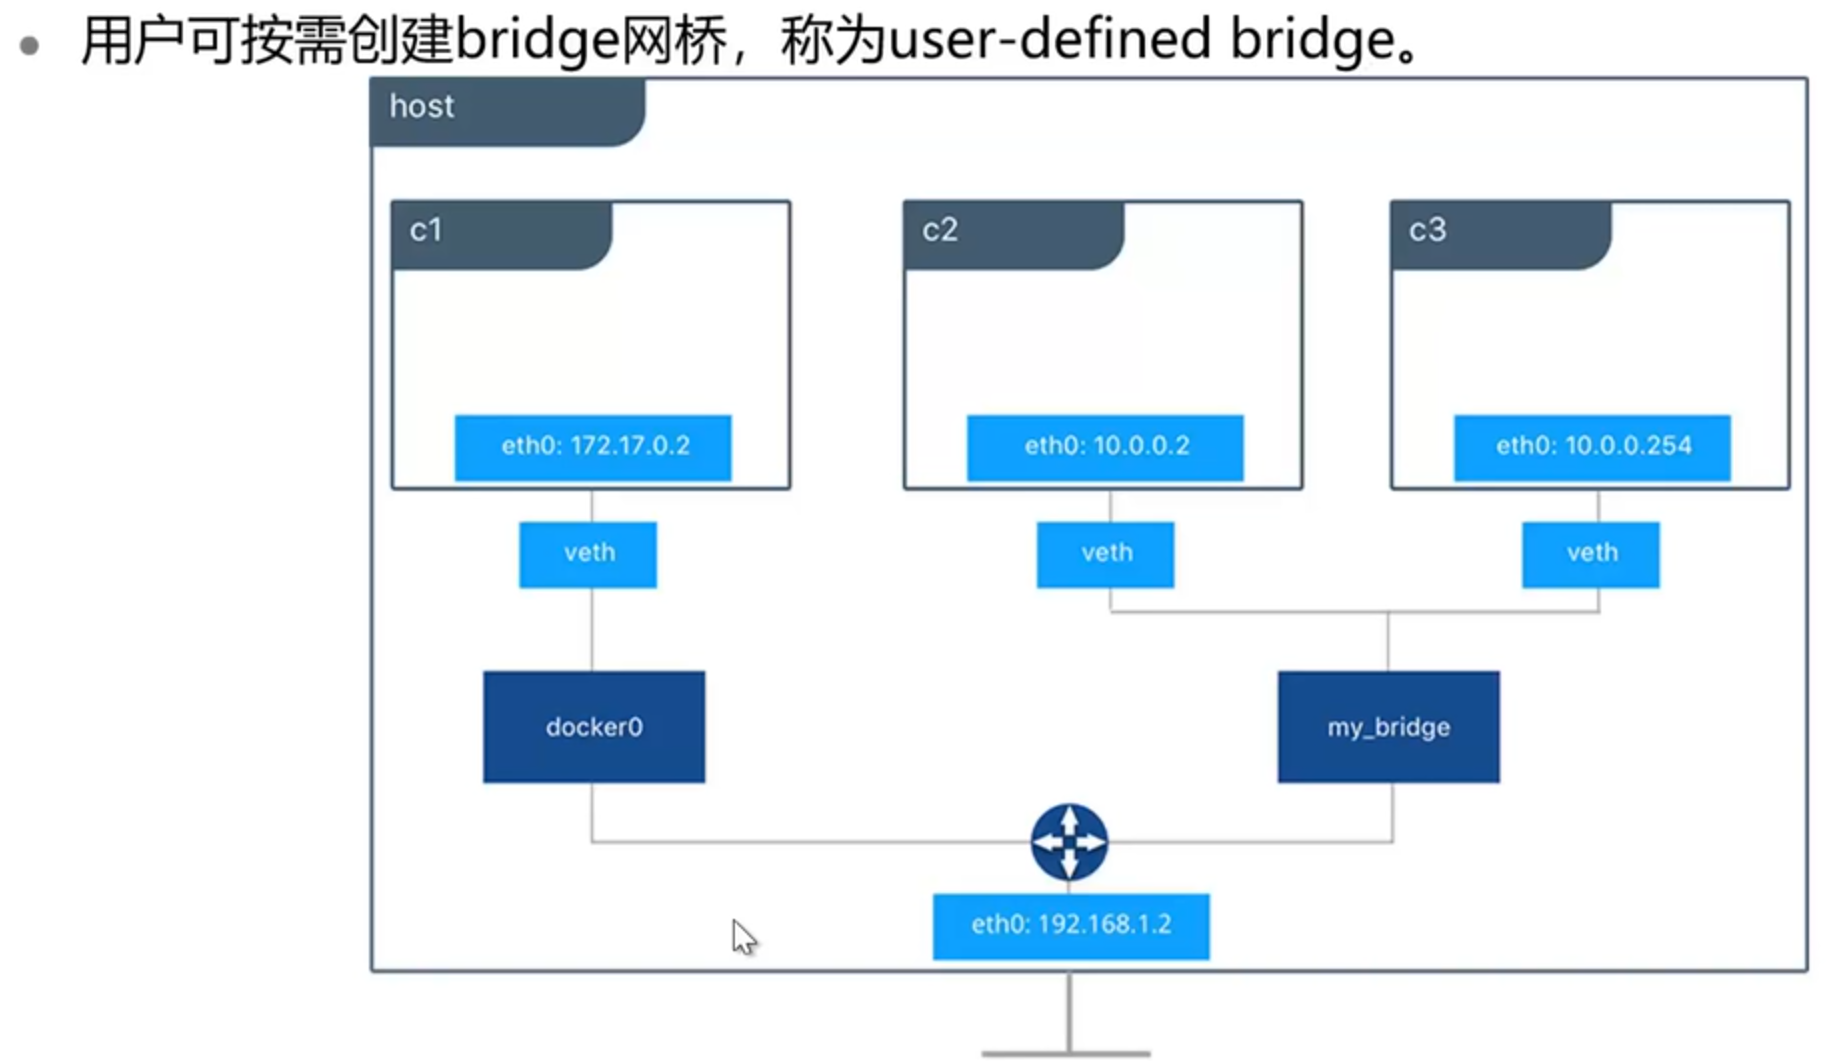 用户可按需创建bridge网桥，称为user-defined bridge。
host
c1
c2
c3
eth0: 172.17.0.2
eth0: 10.0.0.2
eth0: 10.0.0.254
veth
veth
veth
docker0
my_bridge
eth0: 192.168.1.2